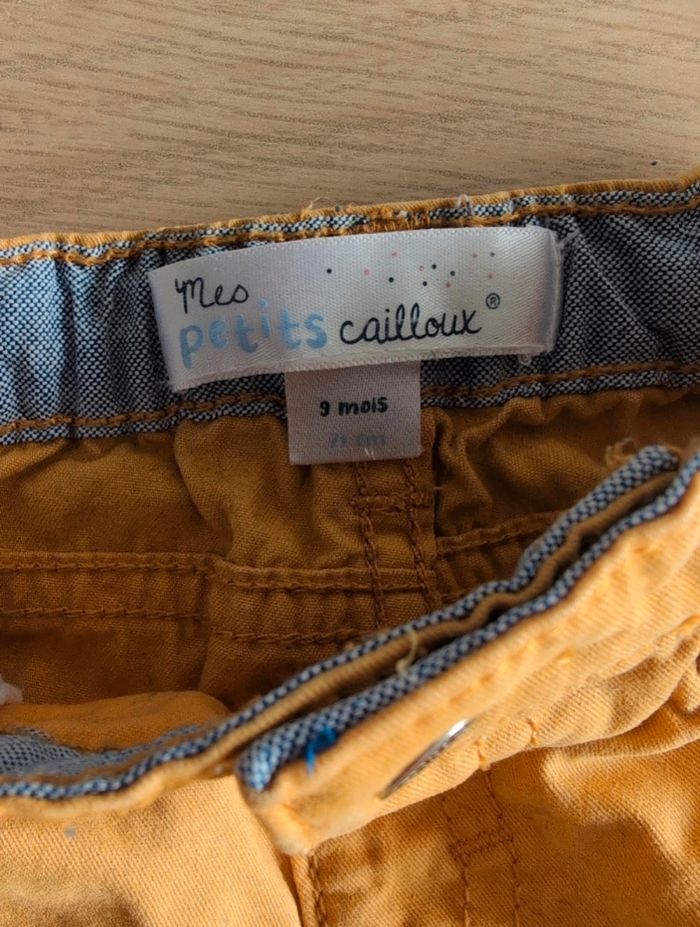 Mes
petits cailloux®
9 mois
71 cm